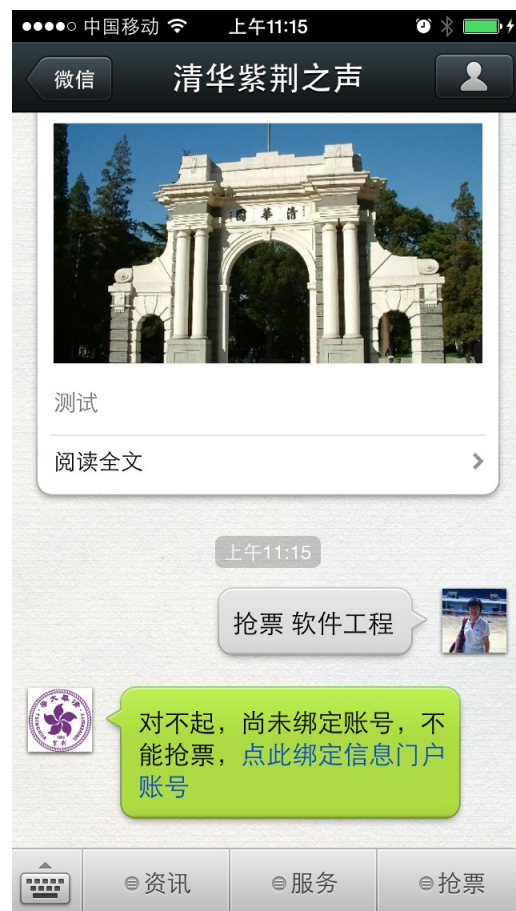 中国移动 上午11:15
微信 清华紫荆之声
園 華 清
测试
阅读全文
上午11:15
抢票 软件工程
对不起，尚未绑定账号，不
能抢票，点此绑定信息门户
账号
资讯 服务 抢票